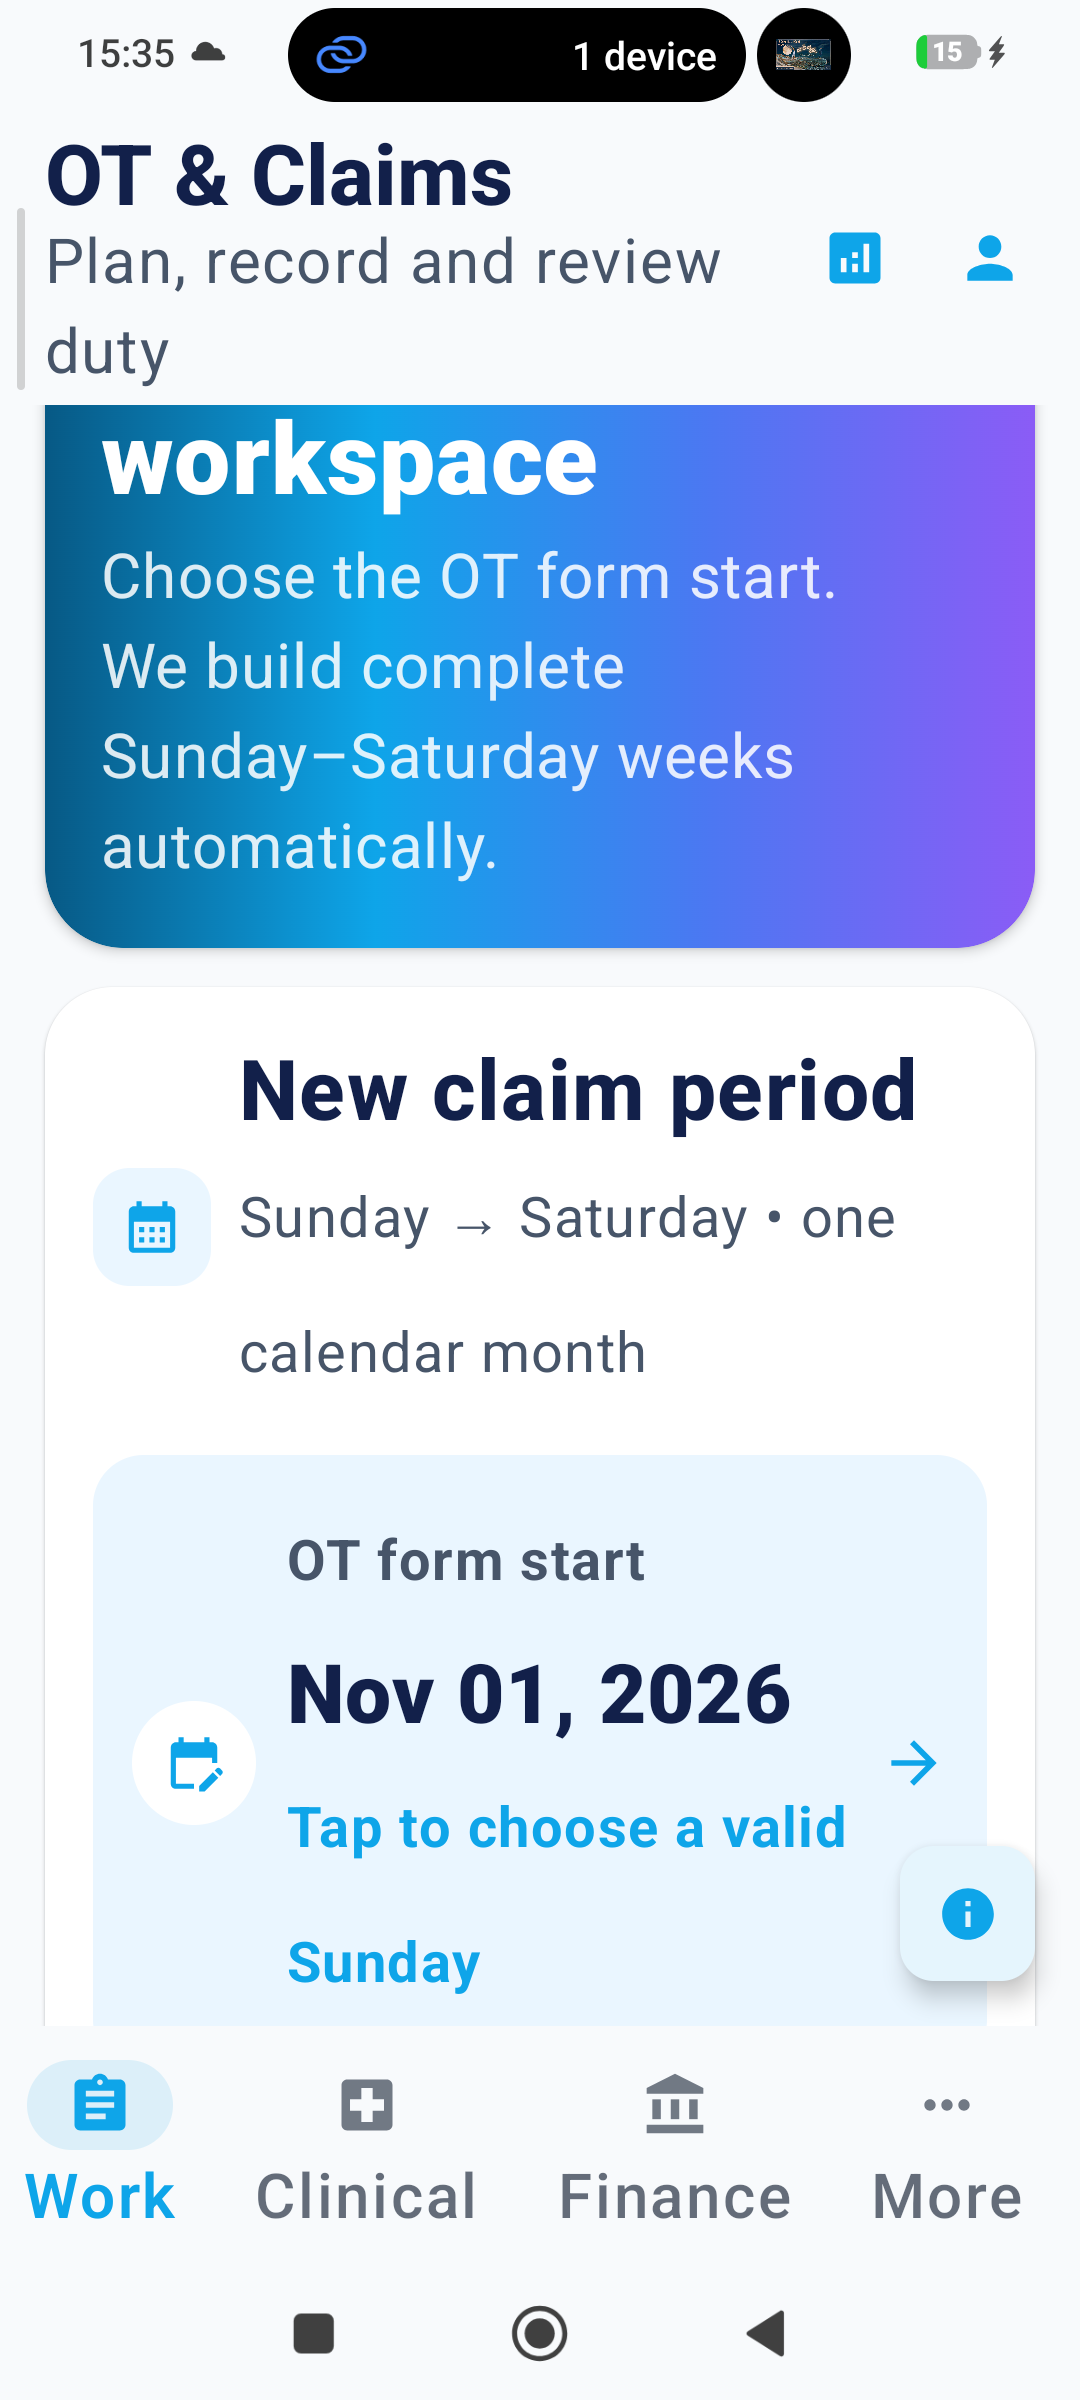 15:35
1 device
15
OT & Claims
Plan, record and review
duty
workspace
Choose the OT form start.
We build complete
Sunday–Saturday weeks
automatically.
New claim period
Sunday → Saturday • one
calendar month
OT form start
Nov 01, 2026
Tap to choose a valid
Sunday
Work
Clinical
Finance
More